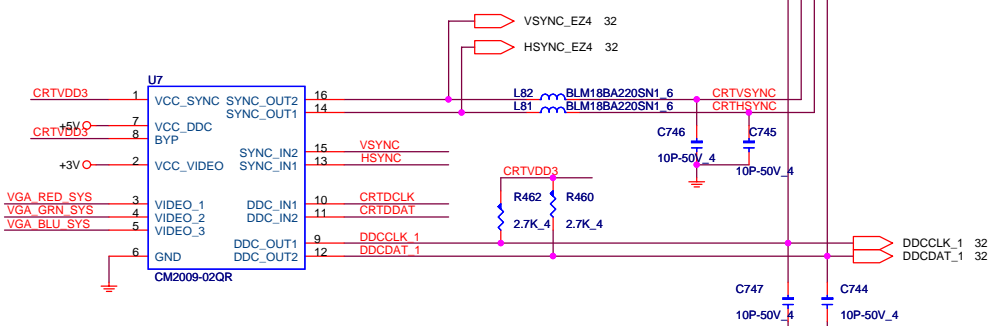 VSYNC_EZ4 32
HSYNC_EZ4 32
U7
CRTVDD3 1 VCC_SYNC SYNC_OUT2 16 L82 BLM18BA220SN1_6 CRTVSYNC
SYNC_OUT1 14 L81 BLM18BA220SN1_6 CRTHSYNC
+5V 7 VCC_DDC
CRTVDD3 8 BYP
C746 C745
SYNC_IN2 15 VSYNC
+3V 2 VCC_VIDEO SYNC_IN1 13 HSYNC
10P-50V_4
10P-50V_4
CRTVDD3
VGA_RED_SYS 3 VIDEO_1 DDC_IN1 10 CRTDCLK
VGA_GRN_SYS 4 VIDEO_2 DDC_IN2 11 CRTDDAT
VGA_BLU_SYS 5 VIDEO_3
R462 R460
2.7K_4 2.7K_4
DDC_OUT1 9 DDCCLK_1 DDCCLK_1 32
6 GND DDC_OUT2 12 DDCDAT_1 DDCDAT_1 32
CM2009-02QR
C747 C744
10P-50V_4 10P-50V_4